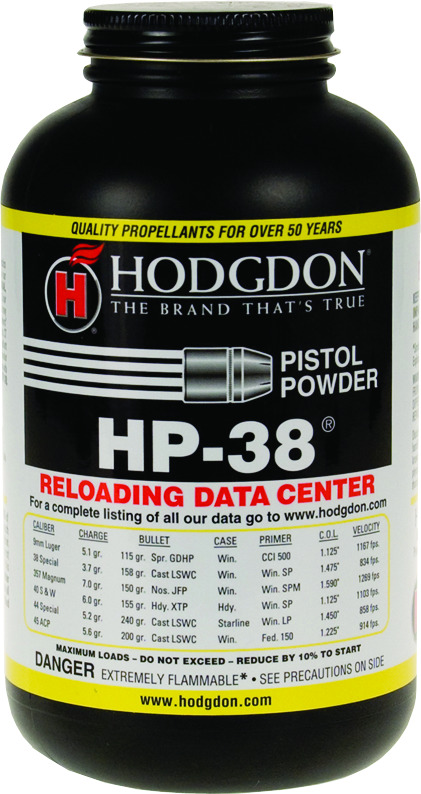 QUALITY PROPELLANTS FOR OVER 50 YEARS
H ®
HODGDON®
THE BRAND THAT'S TRUE
PISTOL
POWDER
HP-38®
RELOADING DATA CENTER
For a complete listing of all our data go to www.hodgdon.com
CALIBER CHARGE BULLET CASE PRIMER C.O.L. VELOCITY
9mm Luger 5.1 gr. 115 gr. Spr. GDHP Win. CCI 500 1.125" 1167 fps.
38 Special 3.7 gr. 158 gr. Cast LSWC Win. Win. SP 1.475" 834 fps.
357 Magnum 7.0 gr. 150 gr. Nos. JFP Win. Win. SPM 1.590" 1269 fps
40 S & W 6.0 gr. 155 gr. Hdy. XTP Hdy. Win. SP 1.125" 1103 fps.
44 Special 5.2 gr. 240 gr. Cast LSWC Starline Win. LP 1.450" 858 fps.
45 ACP 5.6 gr. 200 gr. Cast LSWC Win. Fed. 150 1.225" 914 fps.
MAXIMUM LOADS – DO NOT EXCEED – REDUCE BY 10% TO START
DANGER EXTREMELY FLAMMABLE* • SEE PRECAUTIONS ON SIDE
www.hodgdon.com